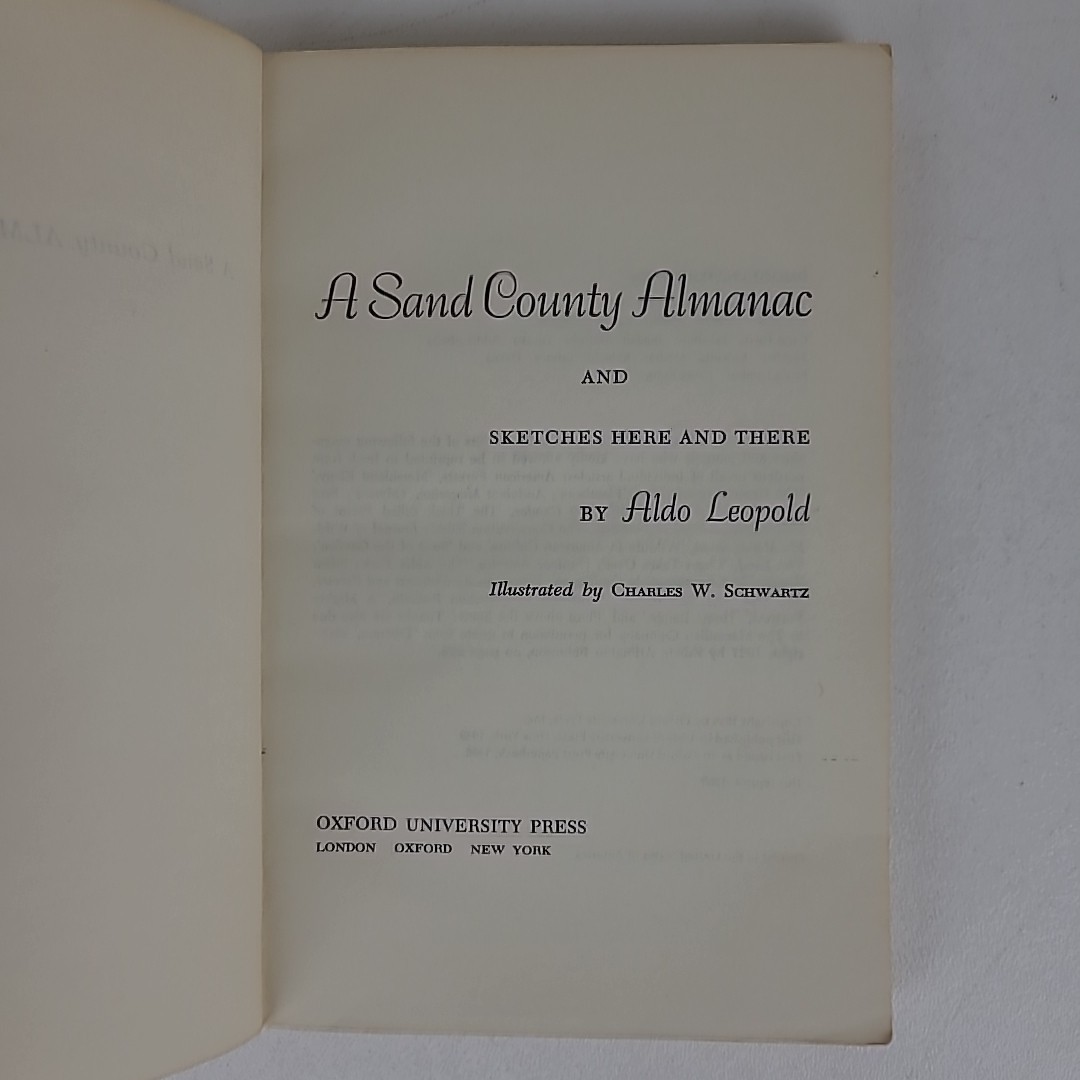 A Sand County Almanac
AND
SKETCHES HERE AND THERE
BY Aldo Leopold
Illustrated by CHARLES W. SCHWARTZ
OXFORD UNIVERSITY PRESS
LONDON OXFORD NEW YORK